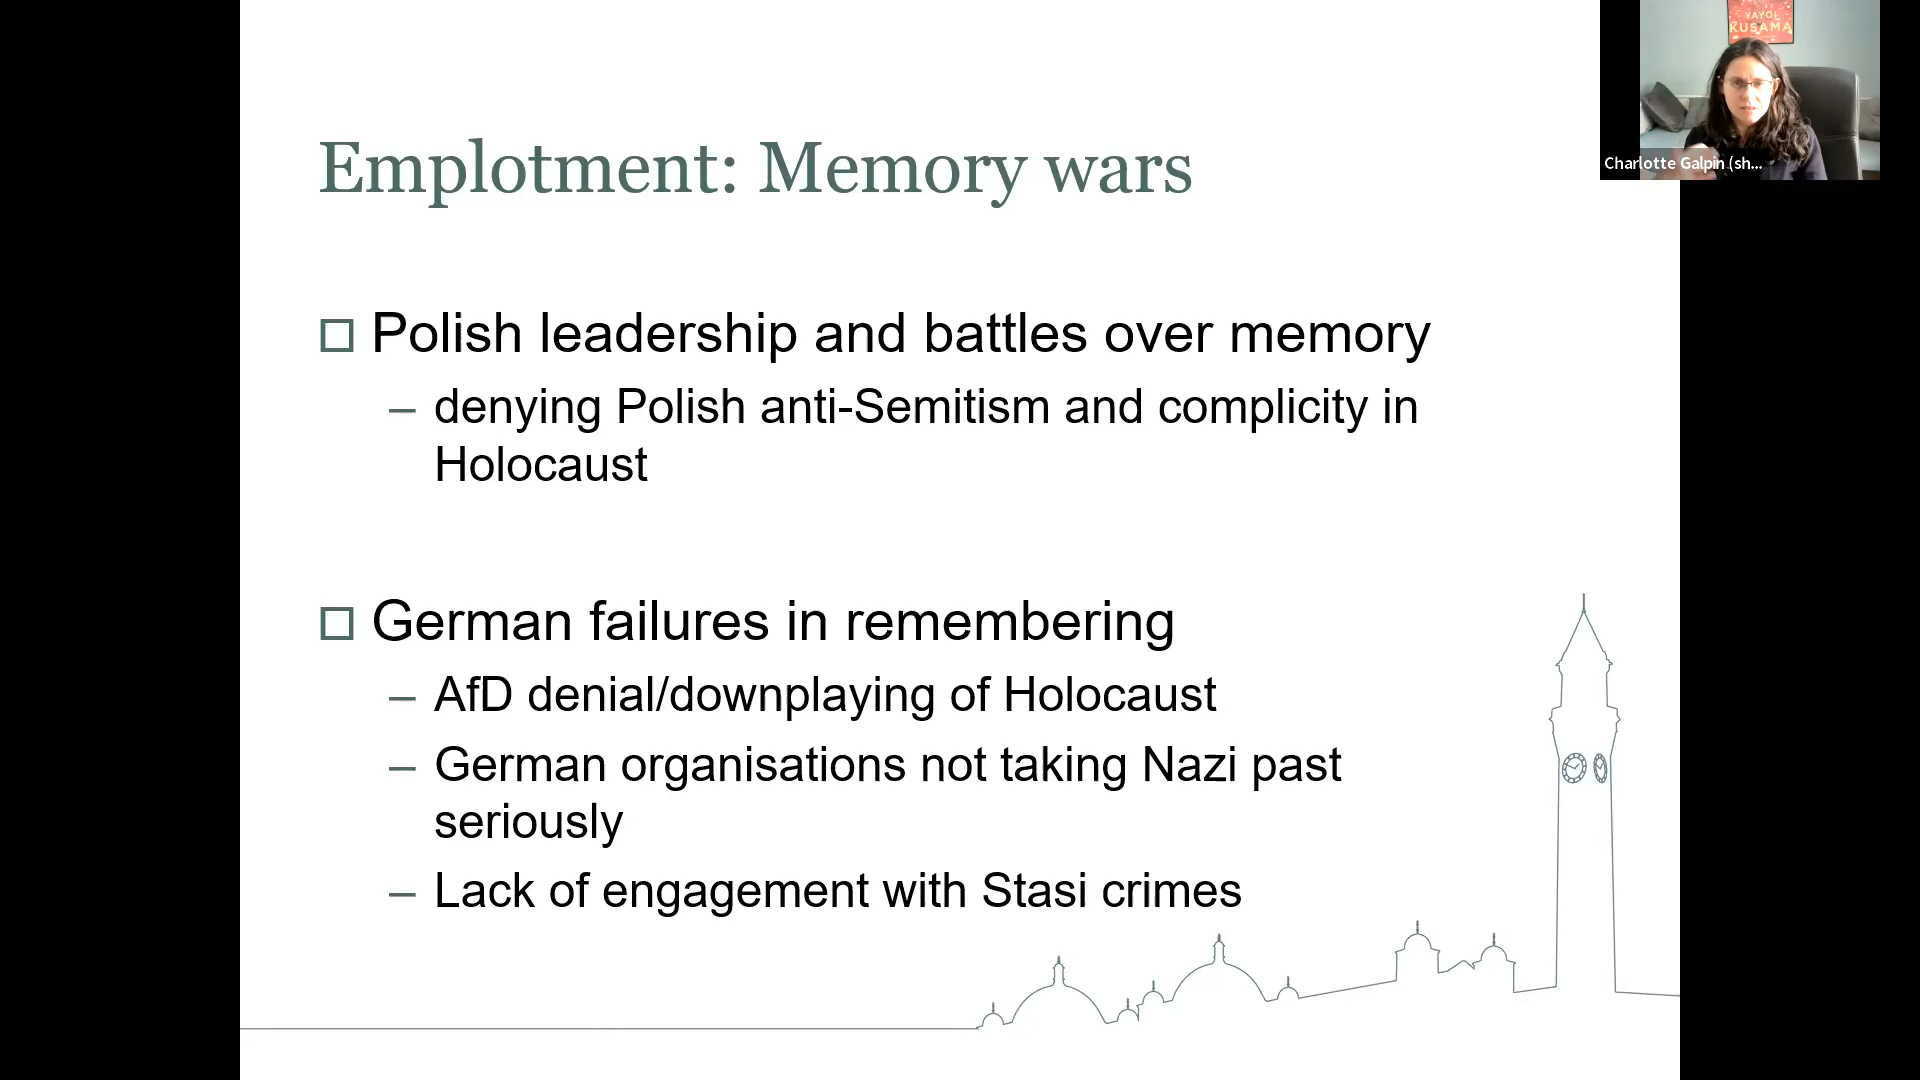 YAYOI
KUSAMA
Charlotte Galpin (sh...
Emplotment: Memory wars
Polish leadership and battles over memory
– denying Polish anti-Semitism and complicity in
Holocaust
German failures in remembering
– AfD denial/downplaying of Holocaust
– German organisations not taking Nazi past
seriously
– Lack of engagement with Stasi crimes